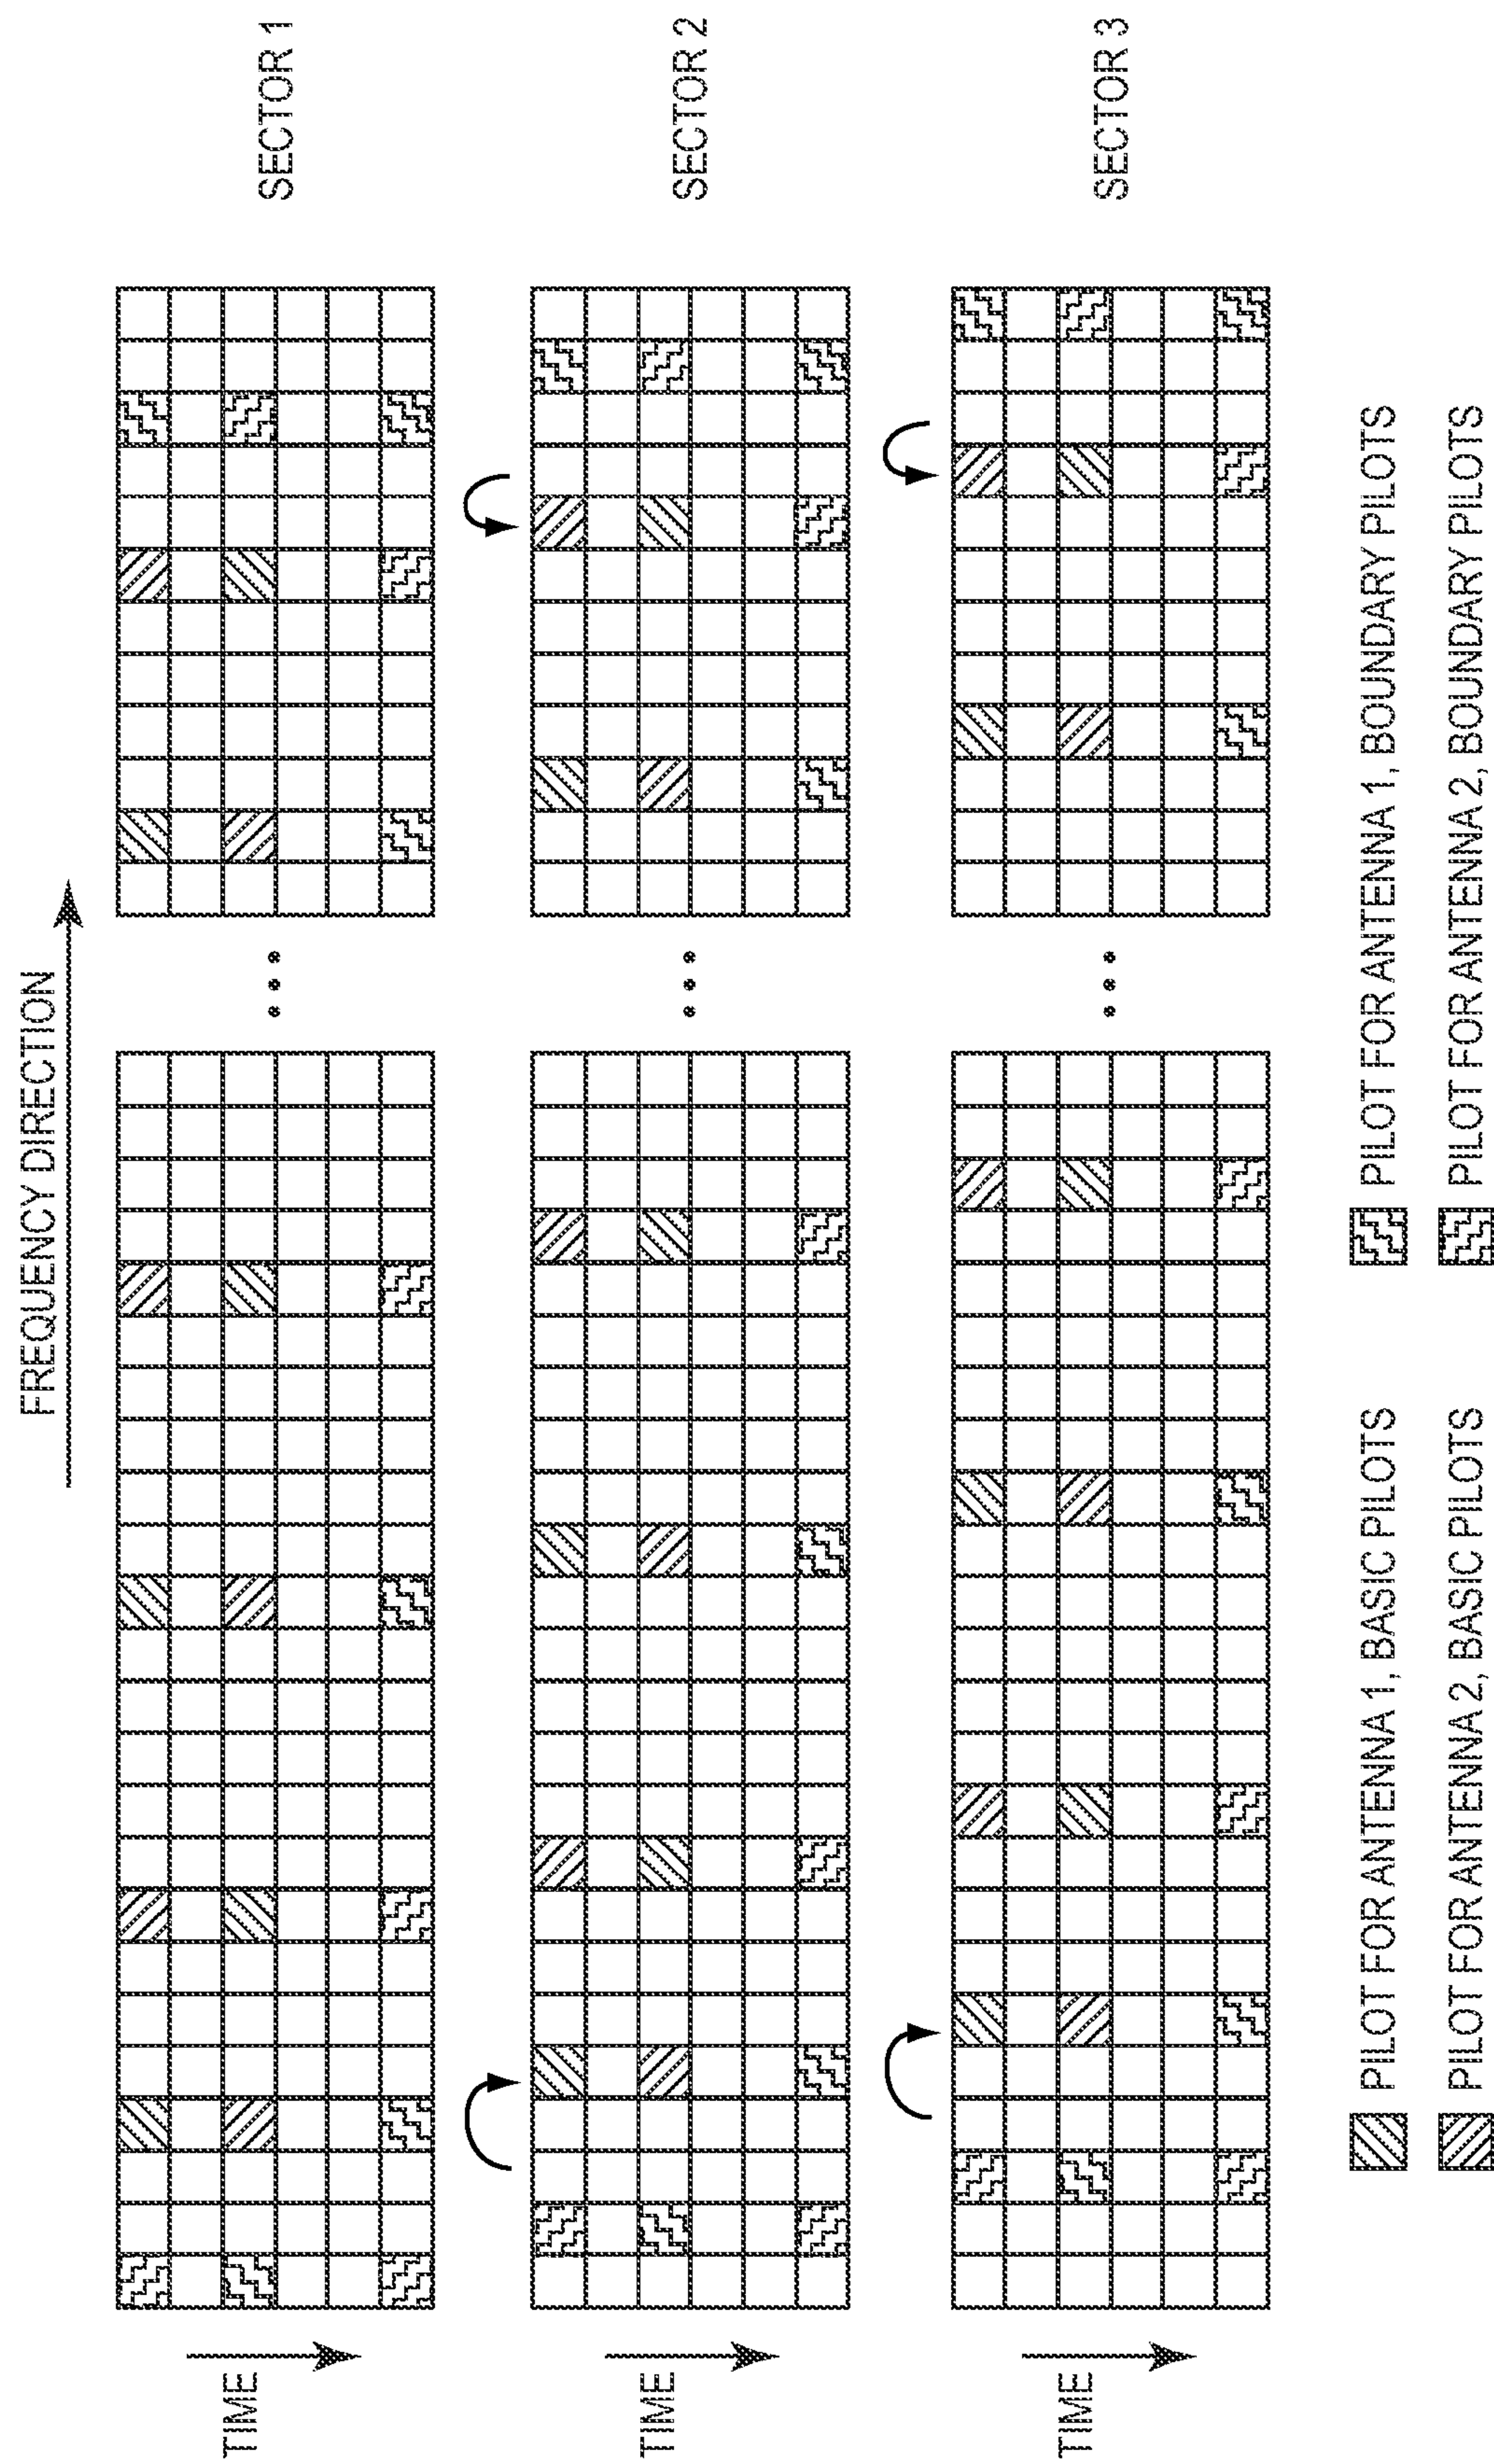 FREQUENCY DIRECTION
TIME
SECTOR 1
TIME
SECTOR 2
TIME
SECTOR 3
PILOT FOR ANTENNA 1, BASIC PILOTS
PILOT FOR ANTENNA 1, BOUNDARY PILOTS
PILOT FOR ANTENNA 2, BASIC PILOTS
PILOT FOR ANTENNA 2, BOUNDARY PILOTS